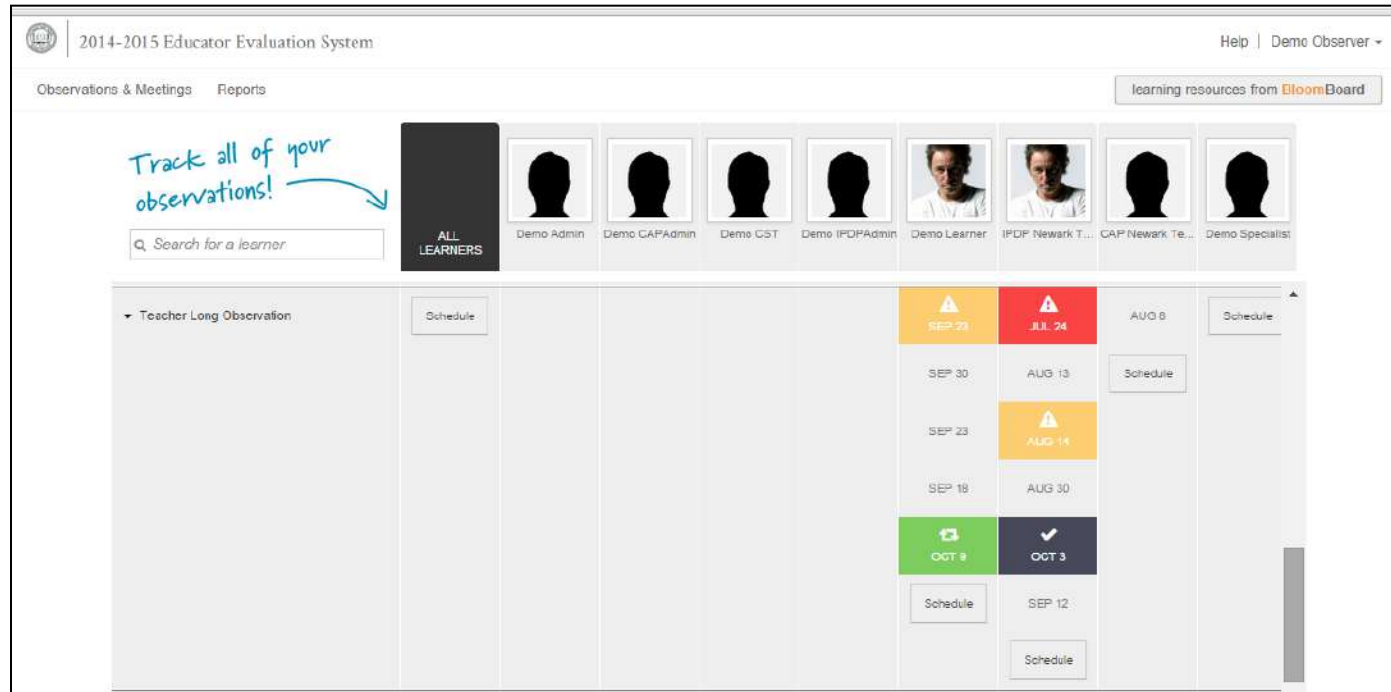 2014-2015 Educator Evaluation System
Help | Demo Observer
Observations & Meetings Reports
learning resources from BloomBoard
Track all of your
observations!
Search for a learner
ALL
LEARNERS
Demo Admin
Demo CAPAdmin
Demo CST
Demo IPDPAdmin
Demo Learner
IPDP Newark T...
CAP Newark Te...
Demo Specialist
Teacher Long Observation
Schedule
SEP 23
JUL 24
AUG 8
Schedule
SEP 30
AUG 13
Schedule
SEP 23
AUG 14
SEP 18
AUG 30
OCT 9
OCT 3
Schedule
SEP 12
Schedule